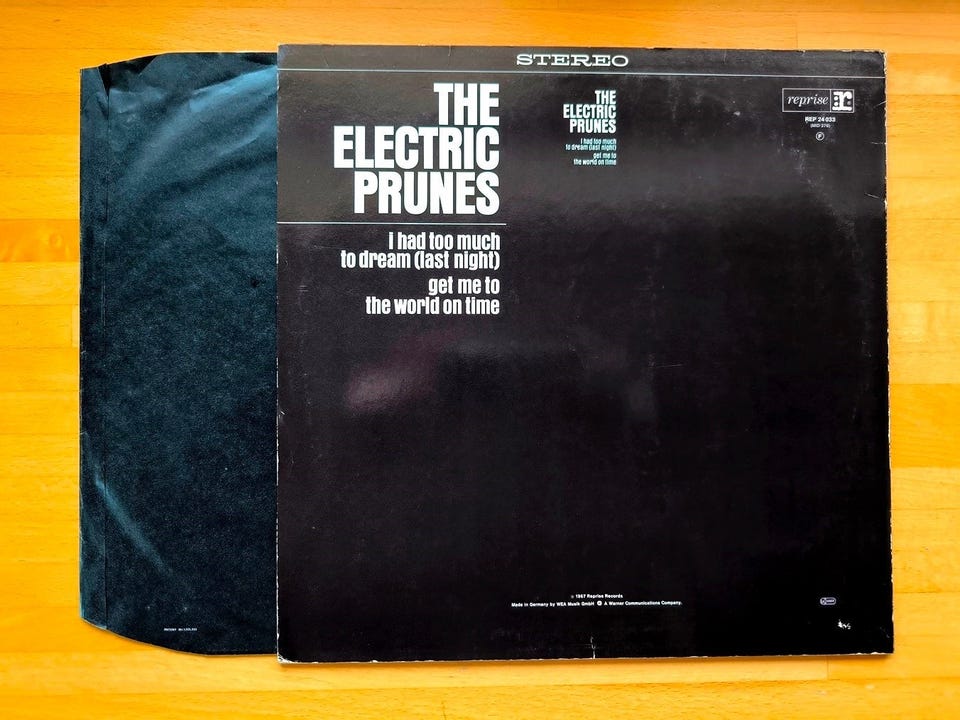 STEREO
THE
ELECTRIC
PRUNES
i had too much
to dream (last night)
get me to
the world on time
THE
ELECTRIC
PRUNES
i had too much
to dream (last night)
get me to
the world on time
reprise
REP 24 033
F
1967 Reprise Records
Made in Germany by WEA Musik GmbH A Warner Communications Company.